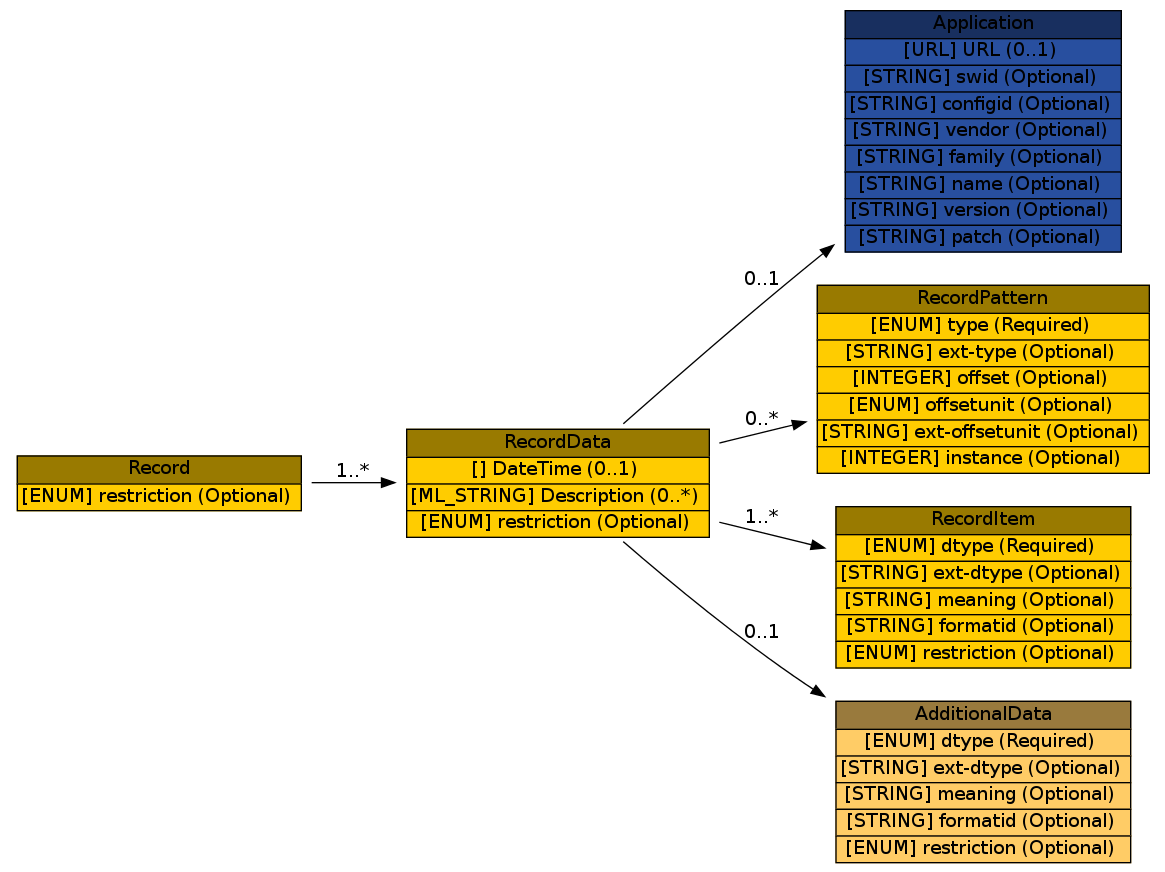 Record
[ENUM] restriction (Optional)
1..*
RecordData
[] DateTime (0..1)
[ML_STRING] Description (0..*)
[ENUM] restriction (Optional)
0..1
Application
[URL] URL (0..1)
[STRING] swid (Optional)
[STRING] configid (Optional)
[STRING] vendor (Optional)
[STRING] family (Optional)
[STRING] name (Optional)
[STRING] version (Optional)
[STRING] patch (Optional)
0..*
RecordPattern
[ENUM] type (Required)
[STRING] ext-type (Optional)
[INTEGER] offset (Optional)
[ENUM] offsetunit (Optional)
[STRING] ext-offsetunit (Optional)
[INTEGER] instance (Optional)
1..*
RecordItem
[ENUM] dtype (Required)
[STRING] ext-dtype (Optional)
[STRING] meaning (Optional)
[STRING] formatid (Optional)
[ENUM] restriction (Optional)
0..1
AdditionalData
[ENUM] dtype (Required)
[STRING] ext-dtype (Optional)
[STRING] meaning (Optional)
[STRING] formatid (Optional)
[ENUM] restriction (Optional)